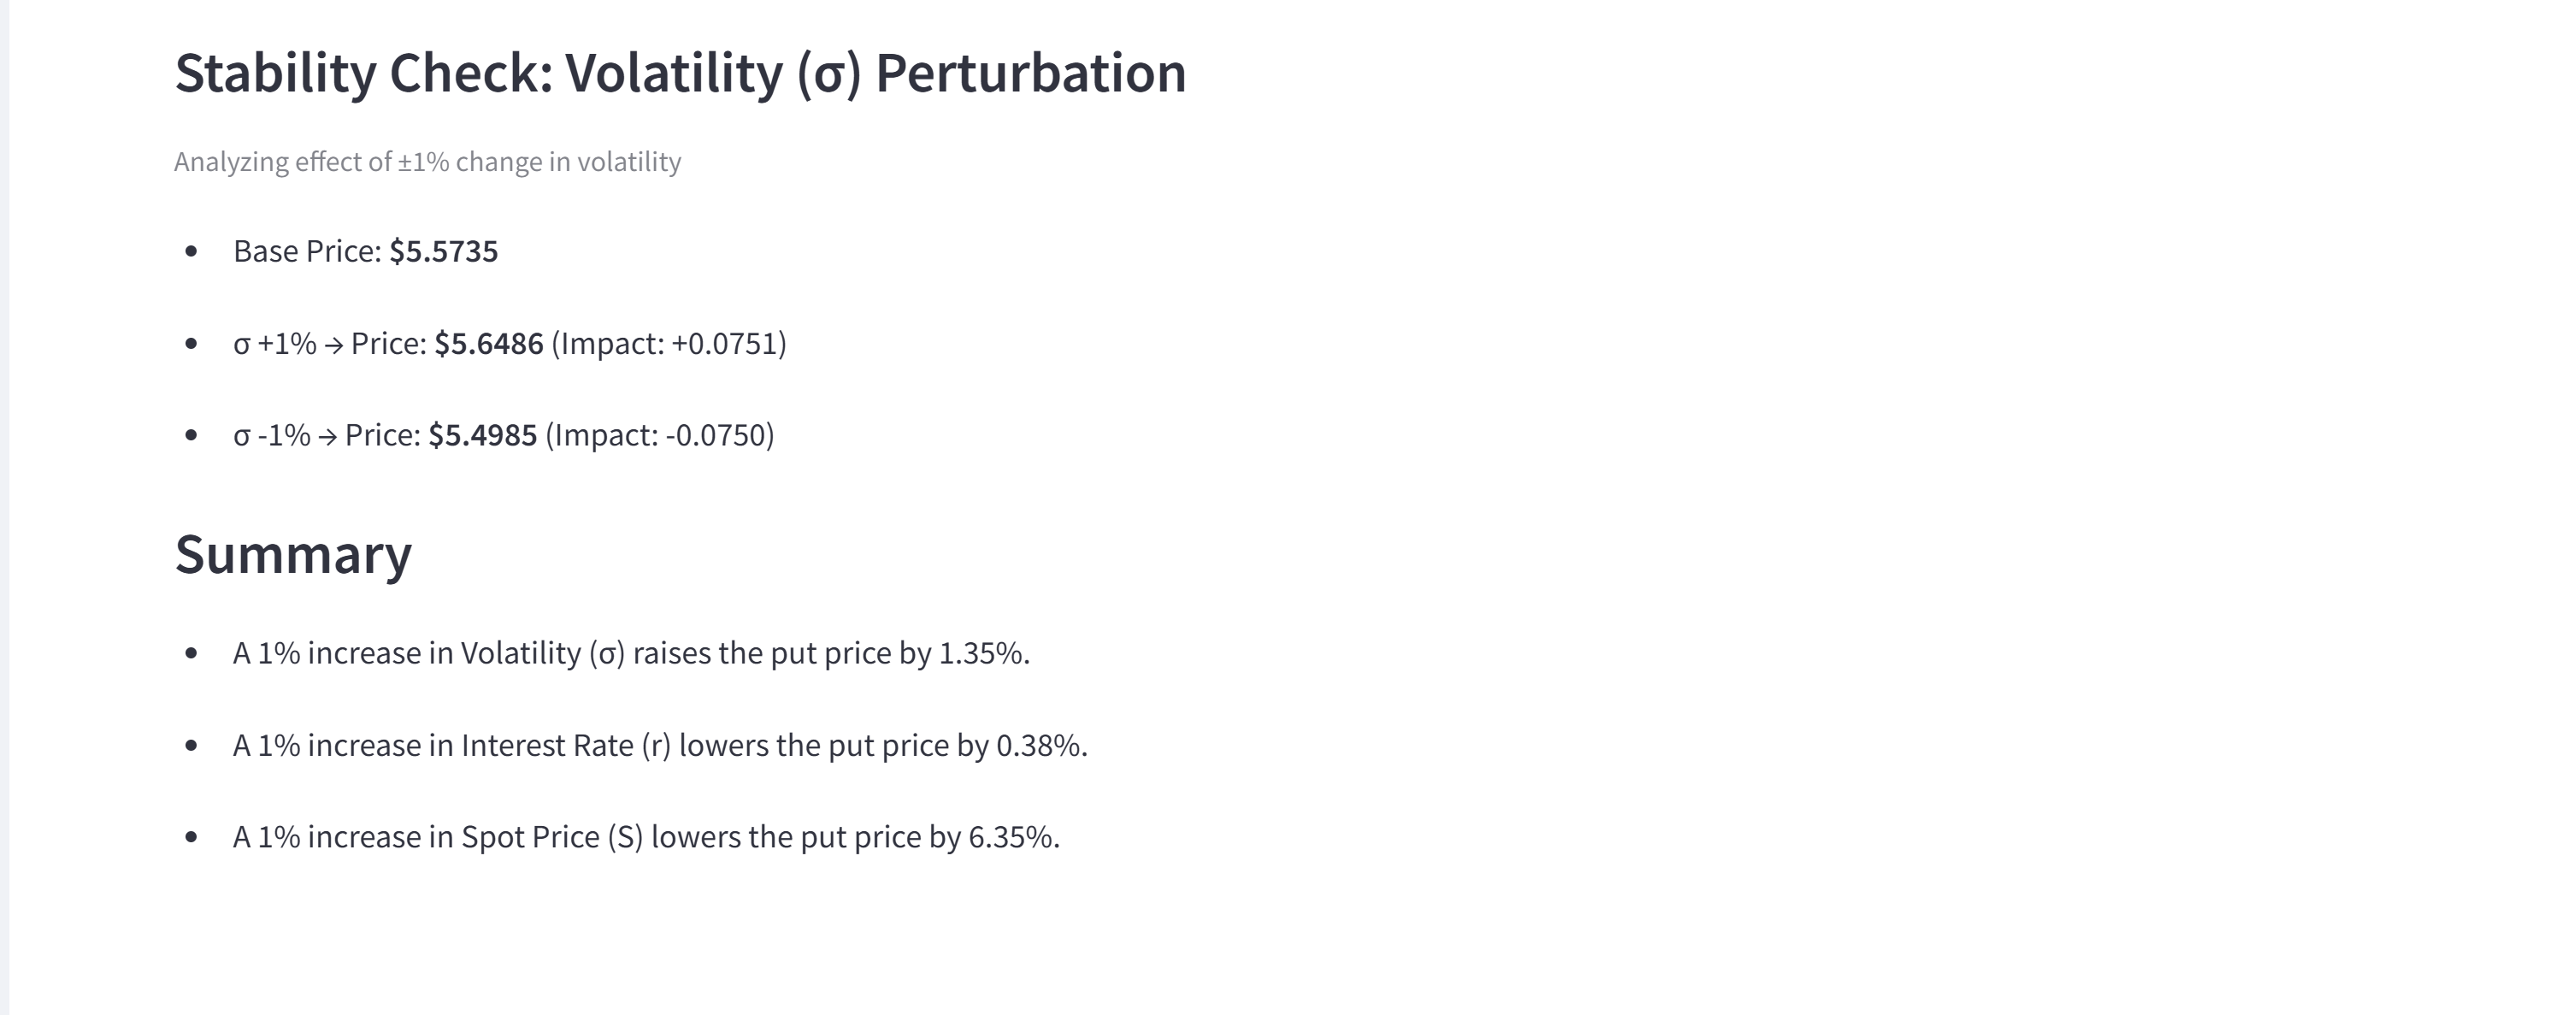 Stability Check: Volatility (σ) Perturbation
Analyzing effect of ±1% change in volatility
• Base Price: $5.5735
• σ +1% → Price: $5.6486 (Impact: +0.0751)
• σ -1% → Price: $5.4985 (Impact: -0.0750)
Summary
• A 1% increase in Volatility (σ) raises the put price by 1.35%.
• A 1% increase in Interest Rate (r) lowers the put price by 0.38%.
• A 1% increase in Spot Price (S) lowers the put price by 6.35%.